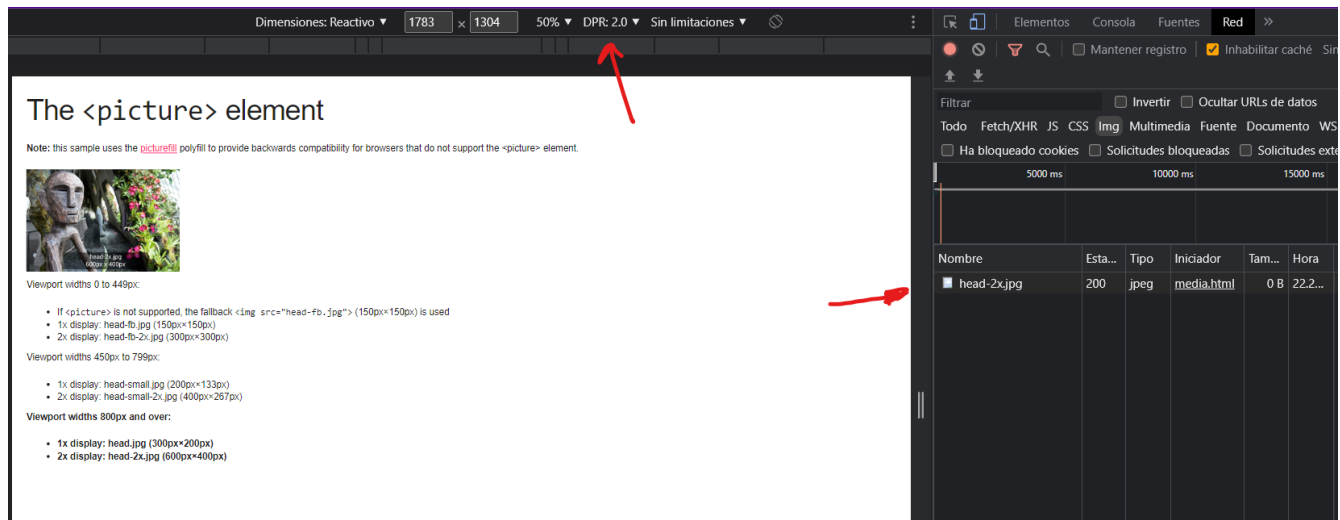 Dimensiones: Reactivo ▼ 1783 × 1304 50% ▼ DPR: 2.0 ▼ Sin limitaciones ▼
Elementos Consola Fuentes Red »
Mantener registro Inhabilitar caché Sin
Filtrar Invertir Ocultar URLs de datos
Todo Fetch/XHR JS CSS Img Multimedia Fuente Documento WS
Ha bloqueado cookies Solicitudes bloqueadas Solicitudes exte
5000 ms 10000 ms 15000 ms
Nombre Esta... Tipo Iniciador Tam... Hora
head-2x.jpg 200 jpeg media.html 0 B 22.2...
The <picture> element
Note: this sample uses the picturefill polyfill to provide backwards compatibility for browsers that do not support the <picture> element.
head-2x.jpg
600px x 400px
Viewport widths 0 to 449px:
• If <picture> is not supported, the fallback <img src="head-fb.jpg"> (150px×150px) is used
• 1x display: head-fb.jpg (150px×150px)
• 2x display: head-fb-2x.jpg (300px×300px)
Viewport widths 450px to 799px:
• 1x display: head-small.jpg (200px×133px)
• 2x display: head-small-2x.jpg (400px×267px)
Viewport widths 800px and over:
• 1x display: head.jpg (300px×200px)
• 2x display: head-2x.jpg (600px×400px)